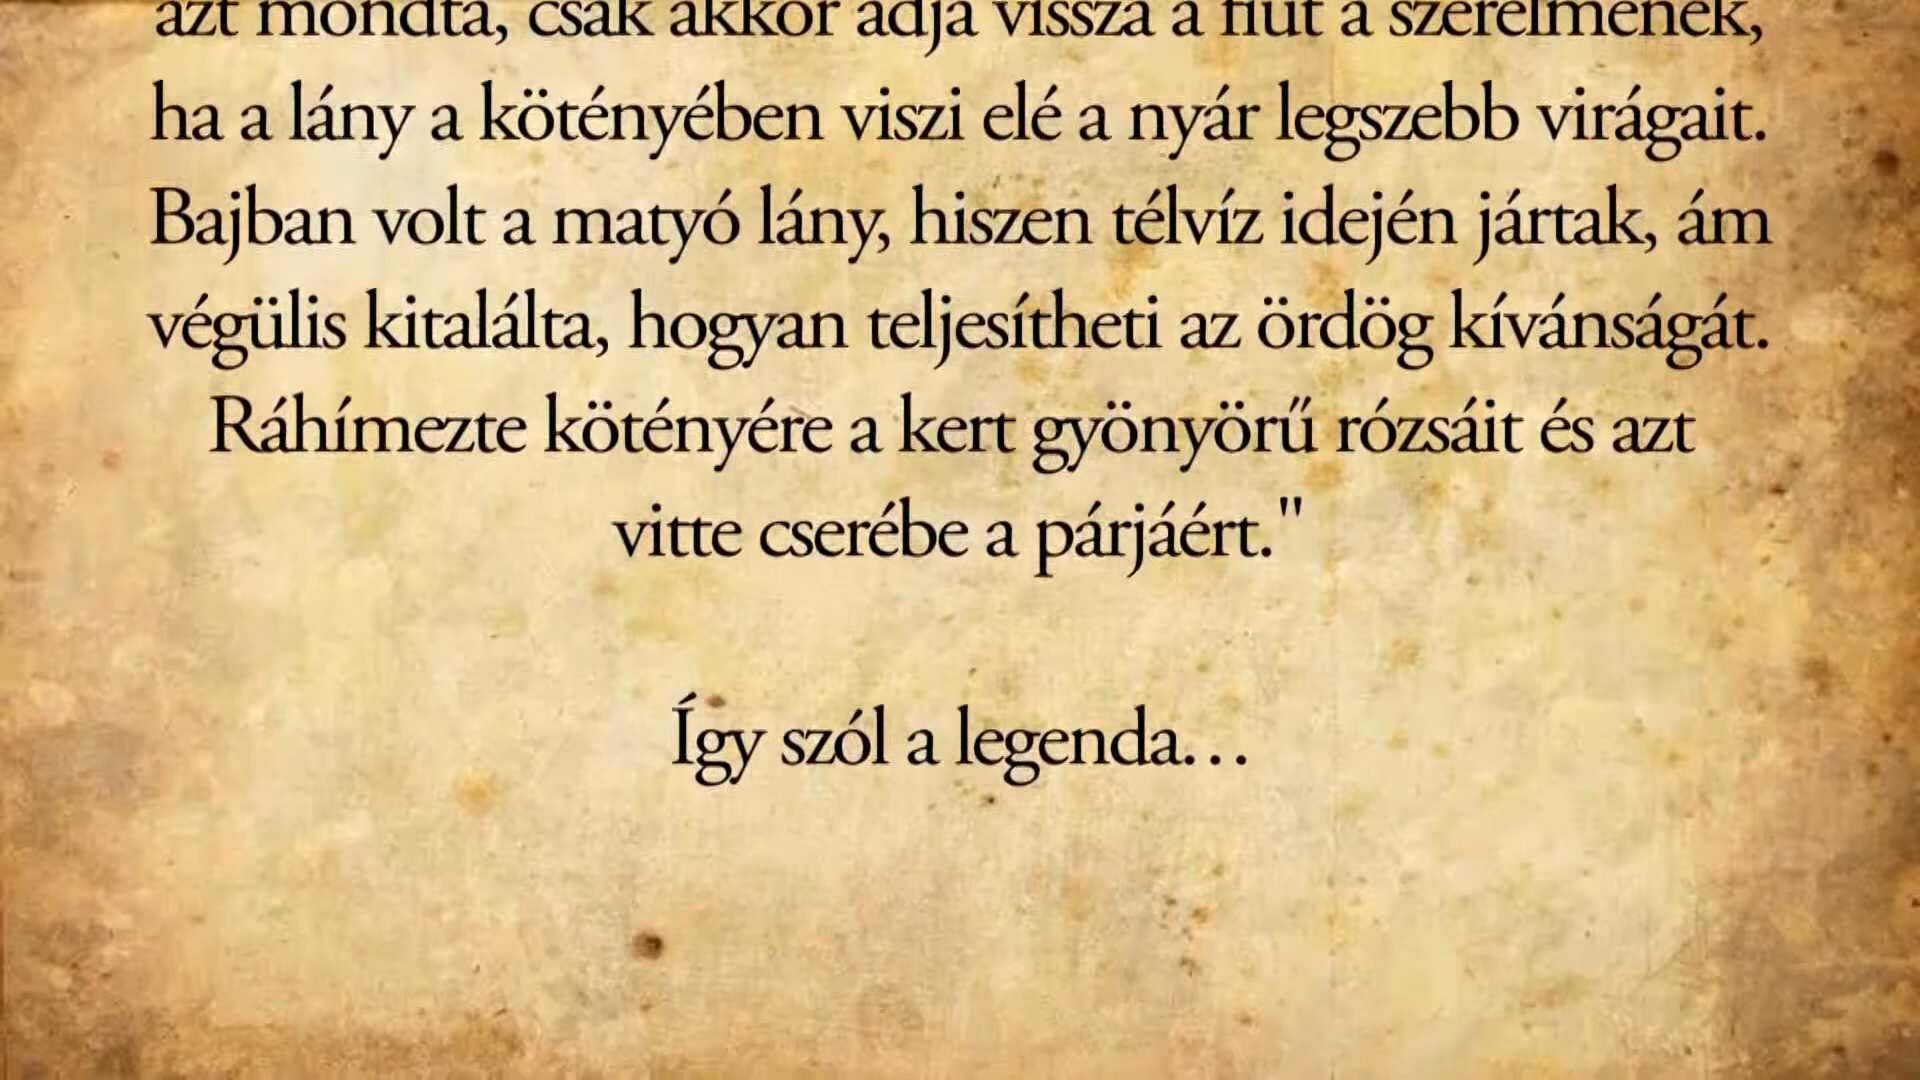 azt mondta, csak akkor adja vissza a fiút a szerelmének,
ha a lány a kötényében viszi elé a nyár legszebb virágait.
Bajban volt a matyó lány, hiszen télvíz idején jártak, ám
végülis kitalálta, hogyan teljesítheti az ördög kívánságát.
Ráhímezte kötényére a kert gyönyörű rózsáit és azt
vitte cserébe a párjáért."
Így szól a legenda…